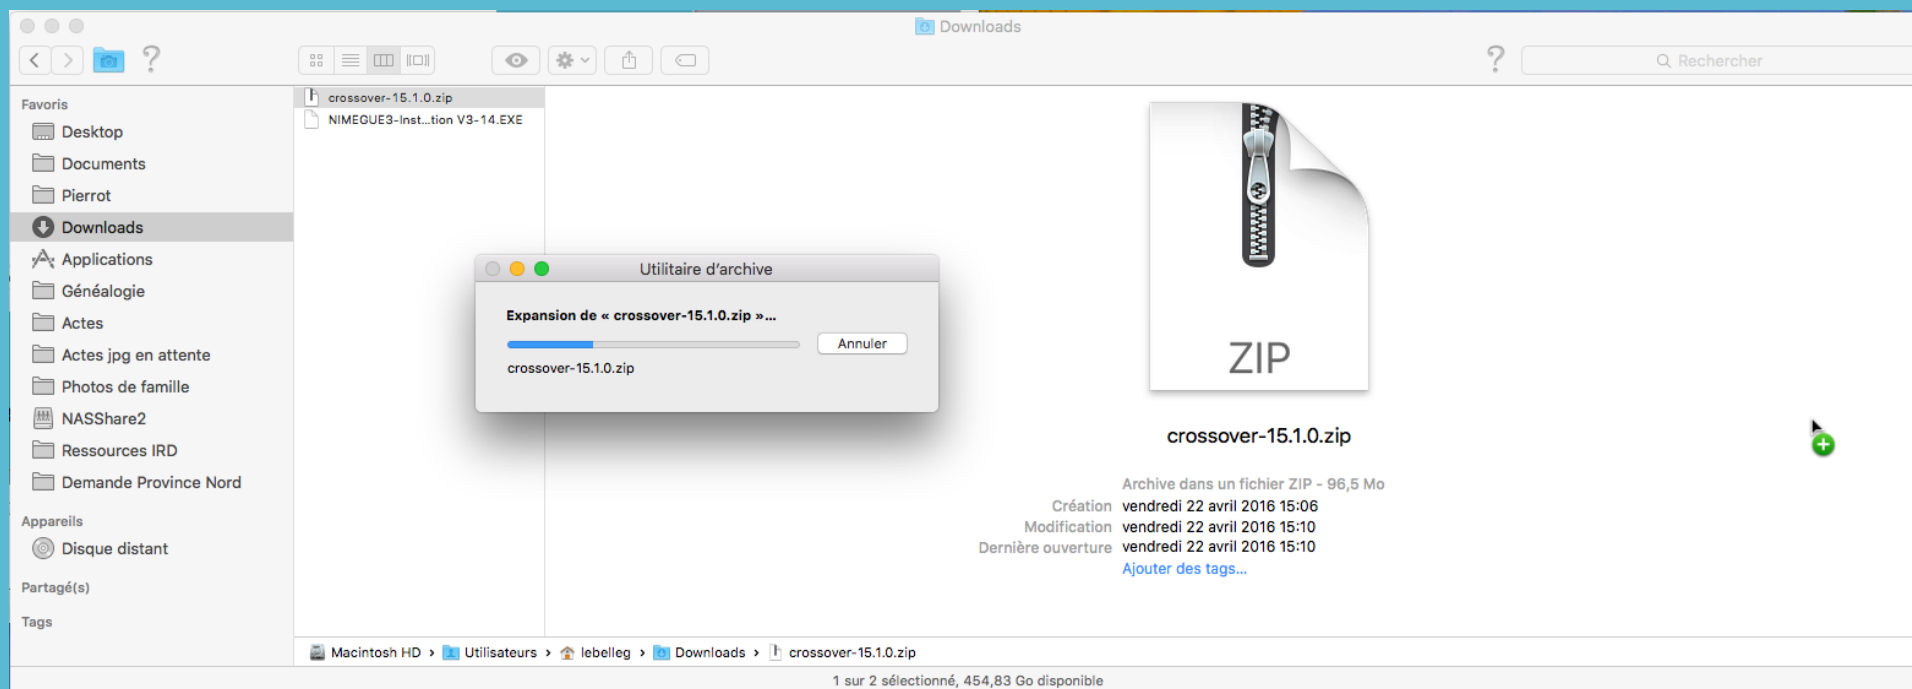 Downloads
Rechercher
Favoris
Desktop
Documents
Pierrot
Downloads
Applications
Généalogie
Actes
Actes jpg en attente
Photos de famille
NASShare2
Ressources IRD
Demande Province Nord
Appareils
Disque distant
Partagé(s)
Tags
crossover-15.1.0.zip
NIMEGUE3-Inst...tion V3-14.EXE
Utilitaire d'archive
Expansion de « crossover-15.1.0.zip »...
Annuler
crossover-15.1.0.zip
ZIP
crossover-15.1.0.zip
Archive dans un fichier ZIP - 96,5 Mo
Création vendredi 22 avril 2016 15:06
Modification vendredi 22 avril 2016 15:10
Dernière ouverture vendredi 22 avril 2016 15:10
Ajouter des tags...
Macintosh HD › Utilisateurs › lebelleg › Downloads › crossover-15.1.0.zip
1 sur 2 sélectionné, 454,83 Go disponible